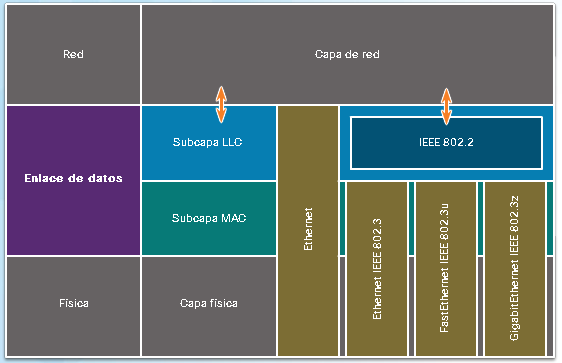 Red
Capa de red
Enlace de datos
Subcapa LLC
IEEE 802.2
Subcapa MAC
Ethernet
Ethernet IEEE 802.3
FastEthernet IEEE 802.3u
GigabitEthernet IEEE 802.3z
Física
Capa física